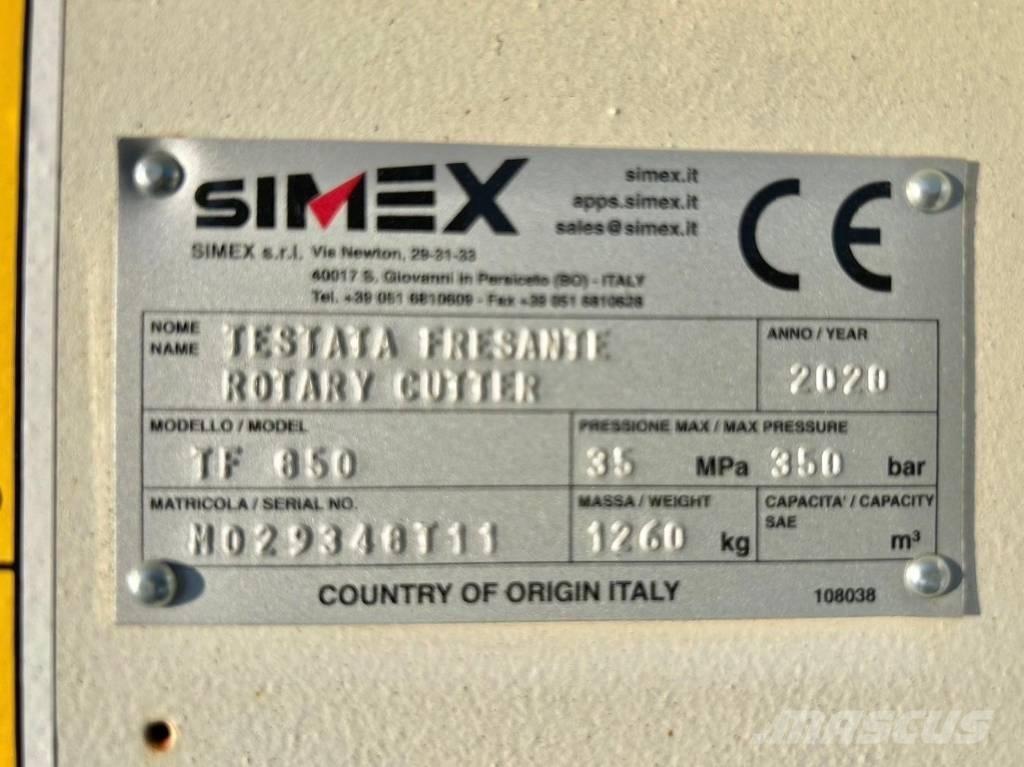 SIMEX
simex.it
apps.simex.it
sales@simex.it
CE
SIMEX s.r.l. Via Newton, 29-31-33
40017 S. Giovanni in Persiceto (BO) - ITALY
Tel. +39 051 6810609 - Fax +39 051 6810628
NOME
NAME
TESTATA FRESANTE
ROTARY CUTTER
ANNO / YEAR
2020
MODELLO / MODEL
TF 850
PRESSIONE MAX / MAX PRESSURE
35 MPa 350 bar
MATRICOLA / SERIAL NO.
M029348T11
MASSA / WEIGHT
1260 kg
CAPACITA' / CAPACITY
SAE
m³
COUNTRY OF ORIGIN ITALY
108038
MASCUS